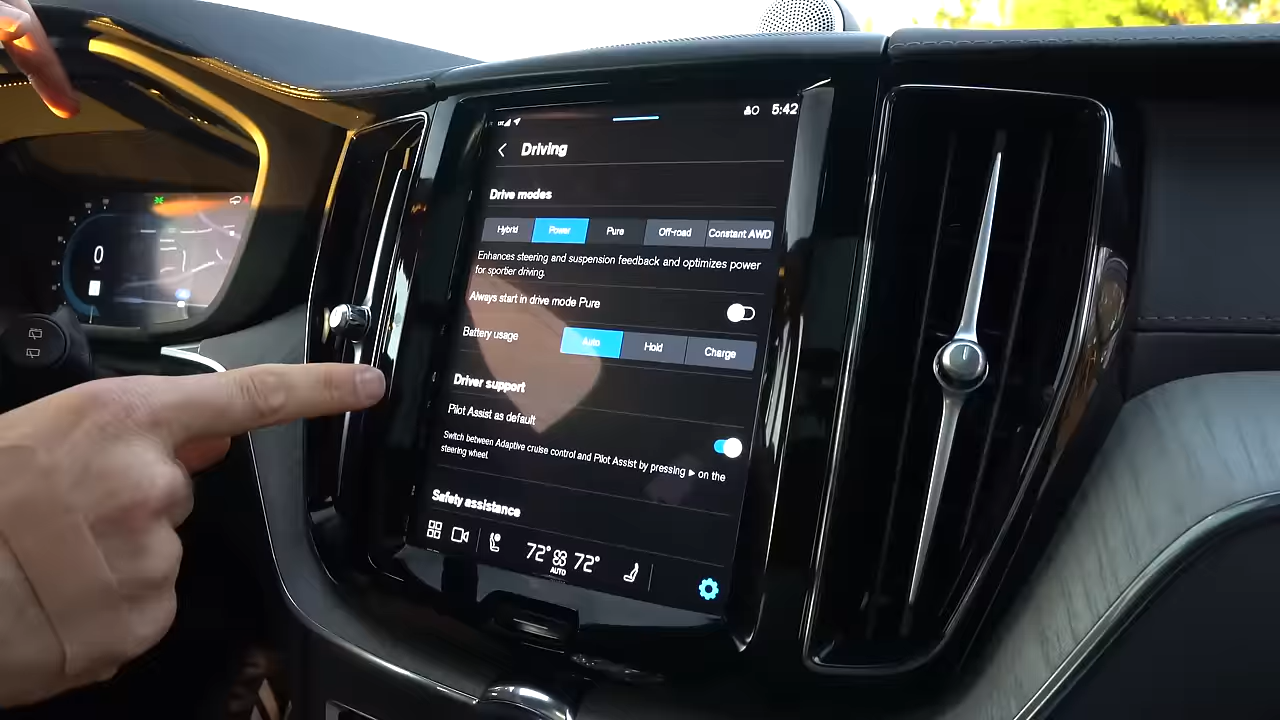 LTE
5:42
Driving
Drive modes
Hybrid Power Pure Off-road Constant AWD
Enhances steering and suspension feedback and optimizes power
for sportier driving.
Always start in drive mode Pure
Battery usage
Auto Hold Charge
Driver support
Pilot Assist as default
Switch between Adaptive cruise control and Pilot Assist by pressing ▶ on the
steering wheel.
Safety assistance
72° 72°
AUTO
0